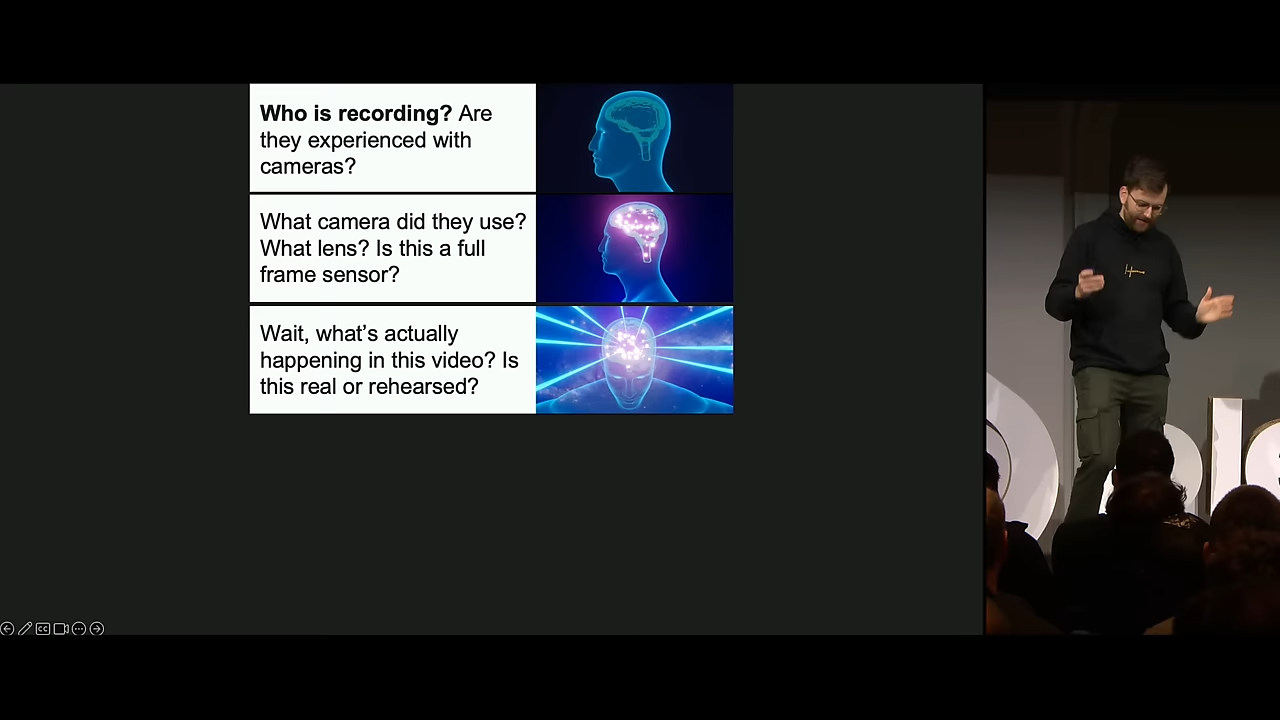 Who is recording? Are
they experienced with
cameras?
What camera did they use?
What lens? Is this a full
frame sensor?
Wait, what's actually
happening in this video? Is
this real or rehearsed?